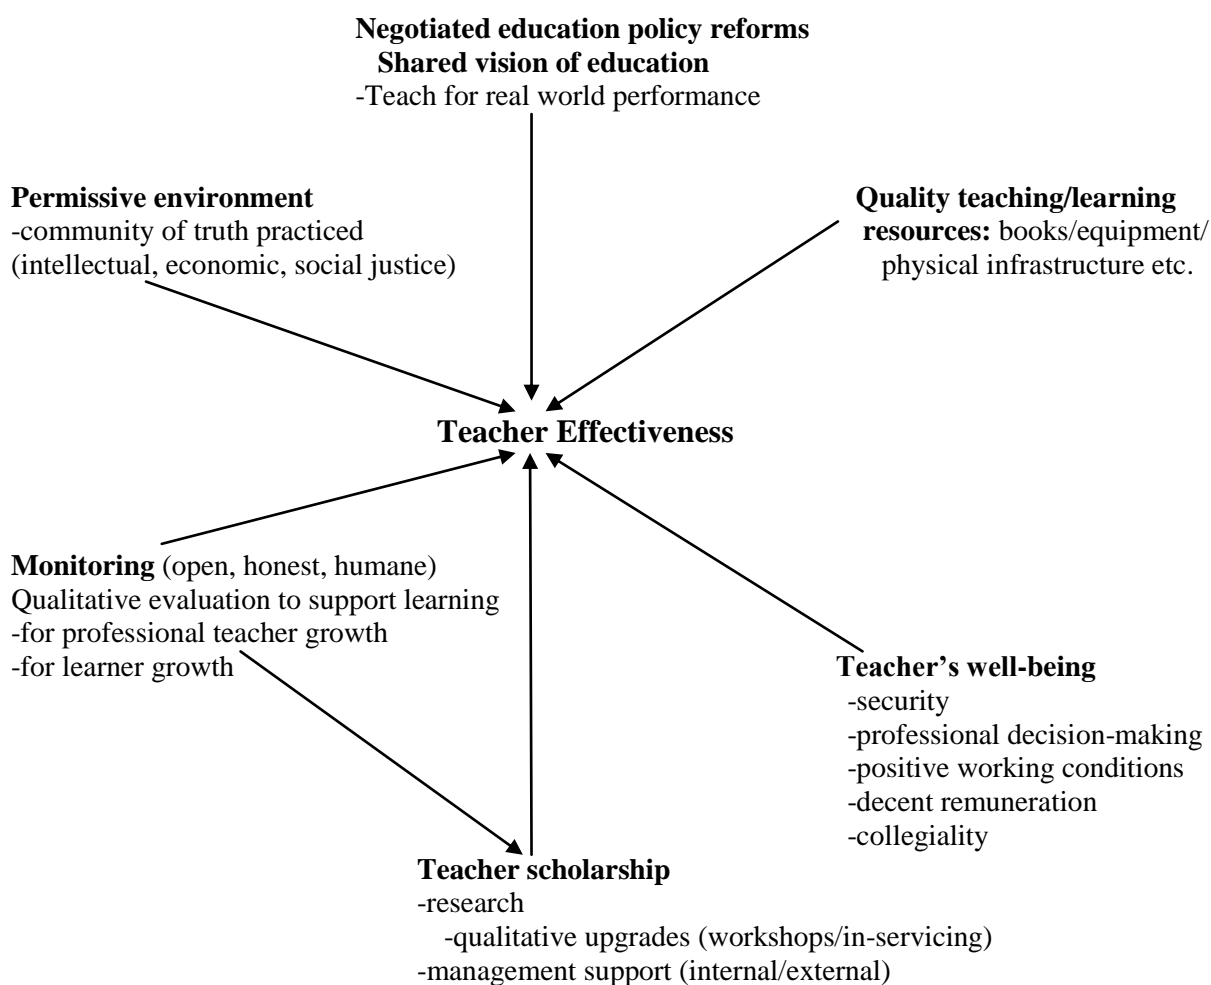 Negotiated education policy reforms
Shared vision of education
-Teach for real world performance
Permissive environment
-community of truth practiced
(intellectual, economic, social justice)
Quality teaching/learning
resources: books/equipment/
physical infrastructure etc.
Teacher Effectiveness
Monitoring (open, honest, humane)
Qualitative evaluation to support learning
-for professional teacher growth
-for learner growth
Teacher’s well-being
-security
-professional decision-making
-positive working conditions
-decent remuneration
-collegiality
Teacher scholarship
-research
-qualitative upgrades (workshops/in-servicing)
-management support (internal/external)